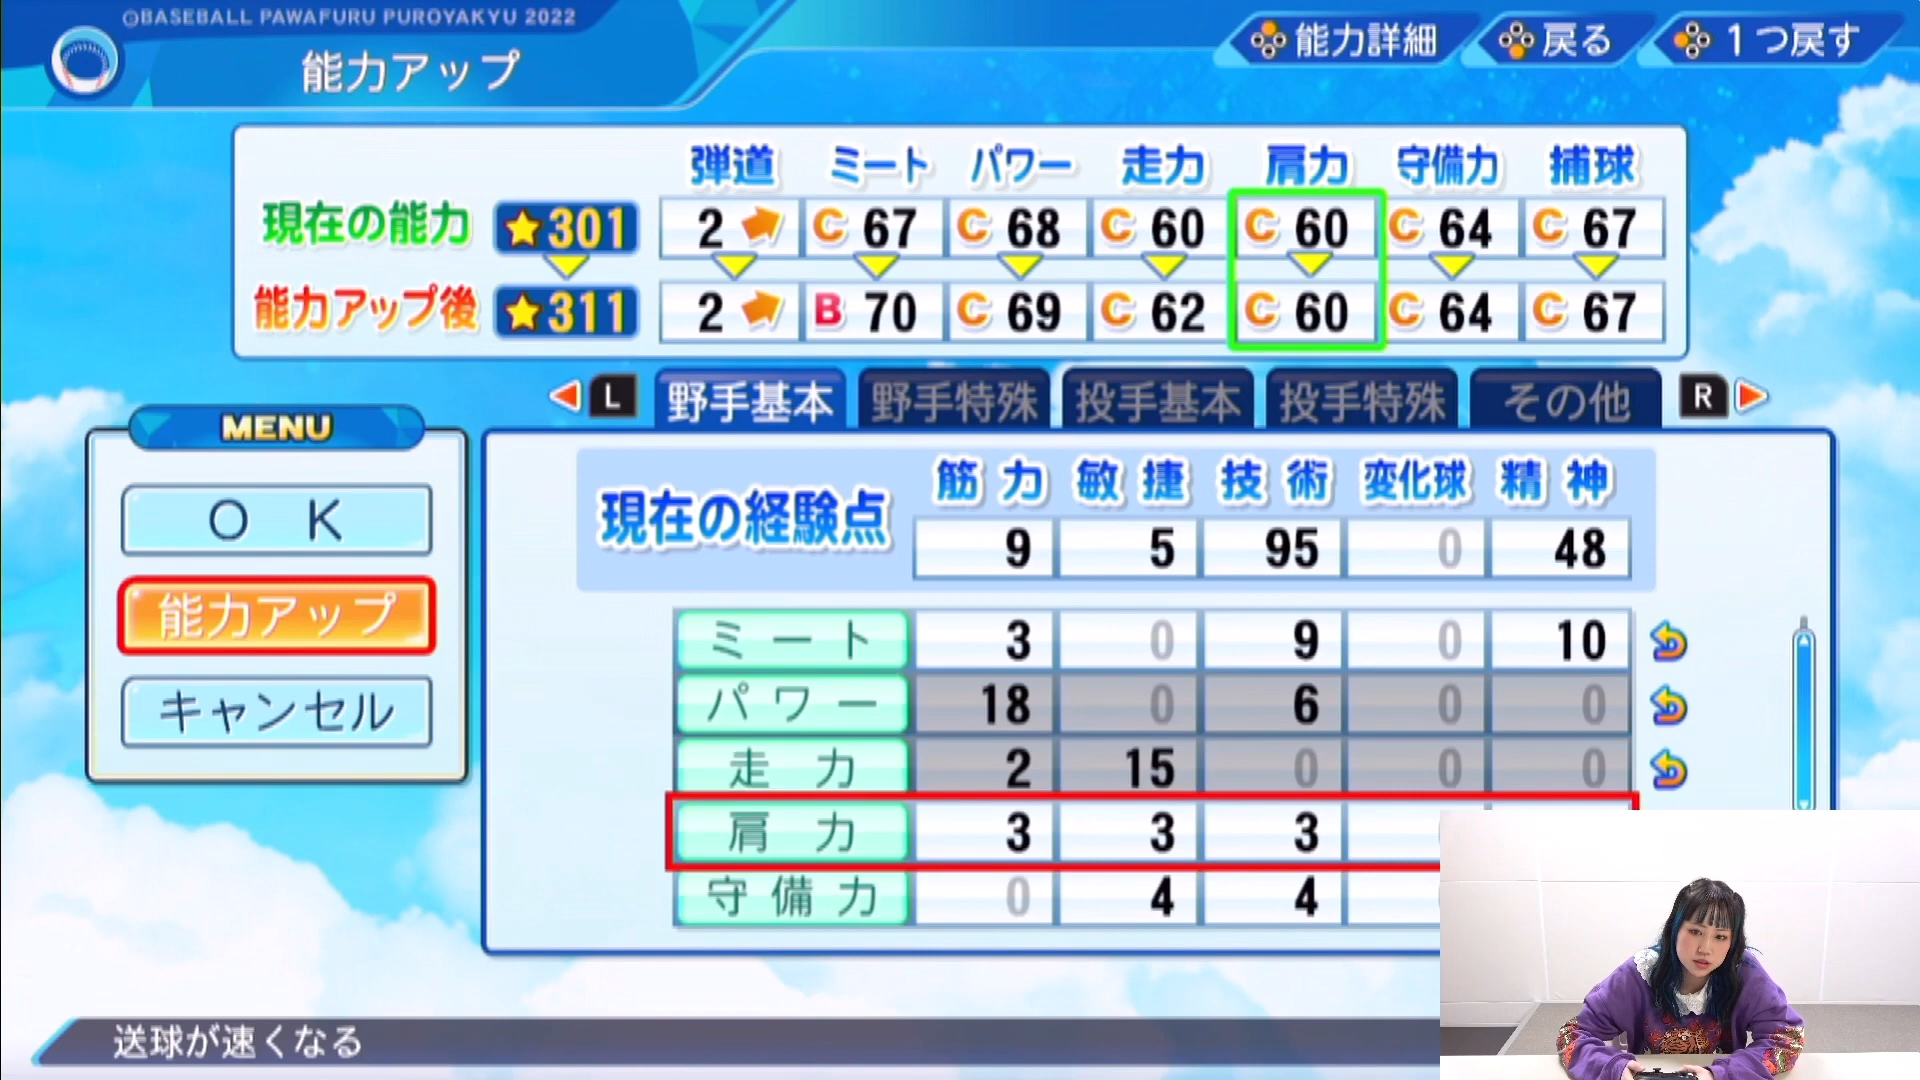 ©BASEBALL PAWAFURU PUROYAKYU 2022
能力アップ
能力詳細 戻る 1つ戻す
弾道 ミート パワー 走力 肩力 守備力 捕球
現在の能力 301 2 C 67 C 68 C 60 C 60 C 64 C 67
能力アップ後 311 2 B 70 C 69 C 62 C 60 C 64 C 67
L 野手基本 野手特殊 投手基本 投手特殊 その他 R
MENU
OK
能力アップ
キャンセル
筋力 敏捷 技術 変化球 精神
現在の経験点 9 5 95 0 48
ミート 3 0 9 0 10
パワー 18 0 6 0 0
走力 2 15 0 0 0
肩力 3 3 3
守備力 0 4 4
送球が速くなる